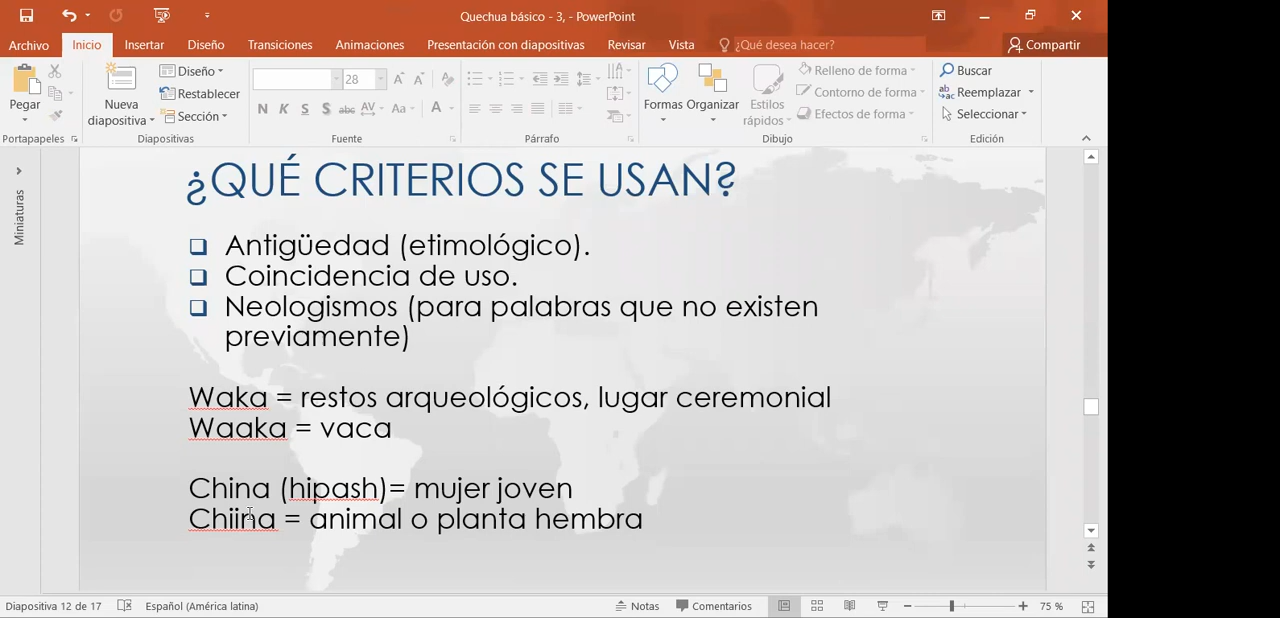 Quechua básico - 3, - PowerPoint
Archivo Inicio Insertar Diseño Transiciones Animaciones Presentación con diapositivas Revisar Vista ¿Qué desea hacer? Compartir
Pegar
Portapapeles
Nueva diapositiva
Diseño
Restablecer
Sección
Diapositivas
28
N K S S abc AV Aa A
Fuente
Párrafo
Formas Organizar Estilos rápidos
Relleno de forma
Contorno de forma
Efectos de forma
Dibujo
Buscar
Reemplazar
Seleccionar
Edición
Miniaturas
¿QUÉ CRITERIOS SE USAN?
Antigüedad (etimológico).
Coincidencia de uso.
Neologismos (para palabras que no existen
previamente)
Waka = restos arqueológicos, lugar ceremonial
Waaka = vaca
China (hipash)= mujer joven
Chiina = animal o planta hembra
Diapositiva 12 de 17 Español (América latina) Notas Comentarios 75 %